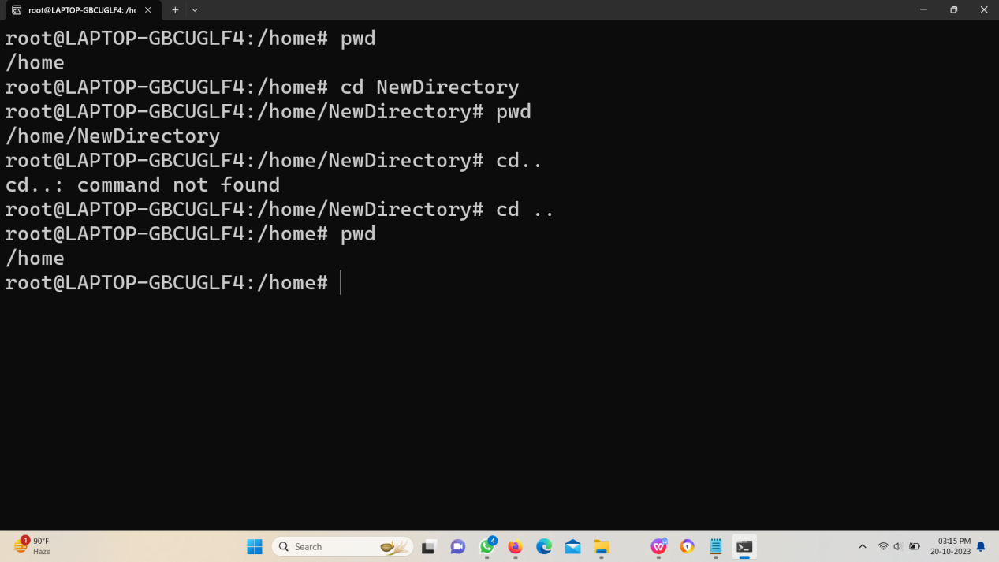 root@LAPTOP-GBCUGLF4: /h
root@LAPTOP-GBCUGLF4:/home# pwd
/home
root@LAPTOP-GBCUGLF4:/home# cd NewDirectory
root@LAPTOP-GBCUGLF4:/home/NewDirectory# pwd
/home/NewDirectory
root@LAPTOP-GBCUGLF4:/home/NewDirectory# cd..
cd..: command not found
root@LAPTOP-GBCUGLF4:/home/NewDirectory# cd ..
root@LAPTOP-GBCUGLF4:/home# pwd
/home
root@LAPTOP-GBCUGLF4:/home#
1
90°F
Haze
Search
4
03:15 PM
20-10-2023